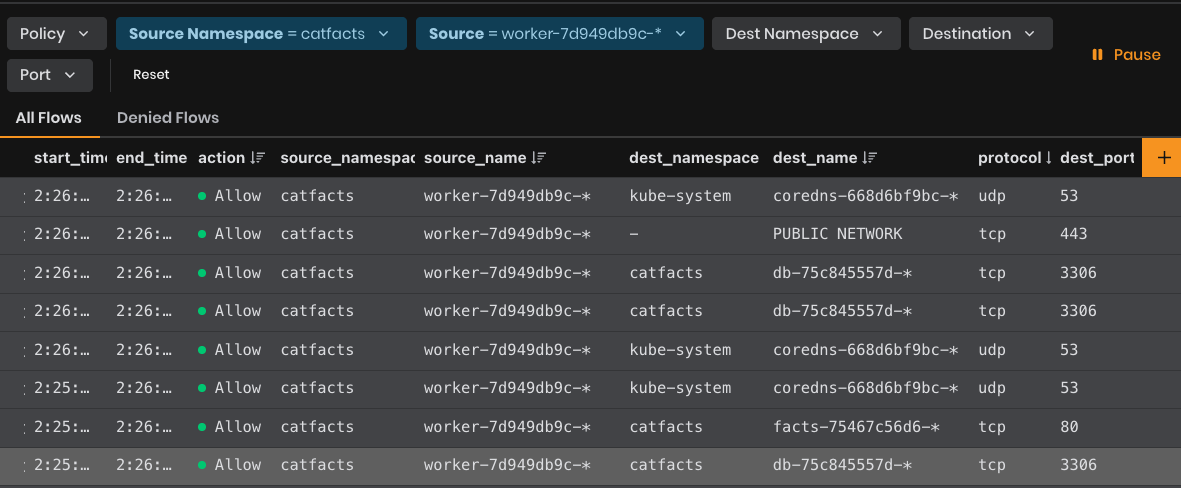 Policy Source Namespace = catfacts Source = worker-7d949db9c-* Dest Namespace Destination
Pause
Port Reset
All Flows Denied Flows
start_time end_time action source_namespac source_name dest_namespace dest_name protocol dest_port +
2:26:… 2:26:… Allow catfacts worker-7d949db9c-* kube-system coredns-668d6bf9bc-* udp 53
2:26:… 2:26:… Allow catfacts worker-7d949db9c-* – PUBLIC NETWORK tcp 443
2:26:… 2:26:… Allow catfacts worker-7d949db9c-* catfacts db-75c845557d-* tcp 3306
2:26:… 2:26:… Allow catfacts worker-7d949db9c-* catfacts db-75c845557d-* tcp 3306
2:26:… 2:26:… Allow catfacts worker-7d949db9c-* kube-system coredns-668d6bf9bc-* udp 53
2:25:… 2:26:… Allow catfacts worker-7d949db9c-* kube-system coredns-668d6bf9bc-* udp 53
2:25:… 2:26:… Allow catfacts worker-7d949db9c-* catfacts facts-75467c56d6-* tcp 80
2:25:… 2:26:… Allow catfacts worker-7d949db9c-* catfacts db-75c845557d-* tcp 3306